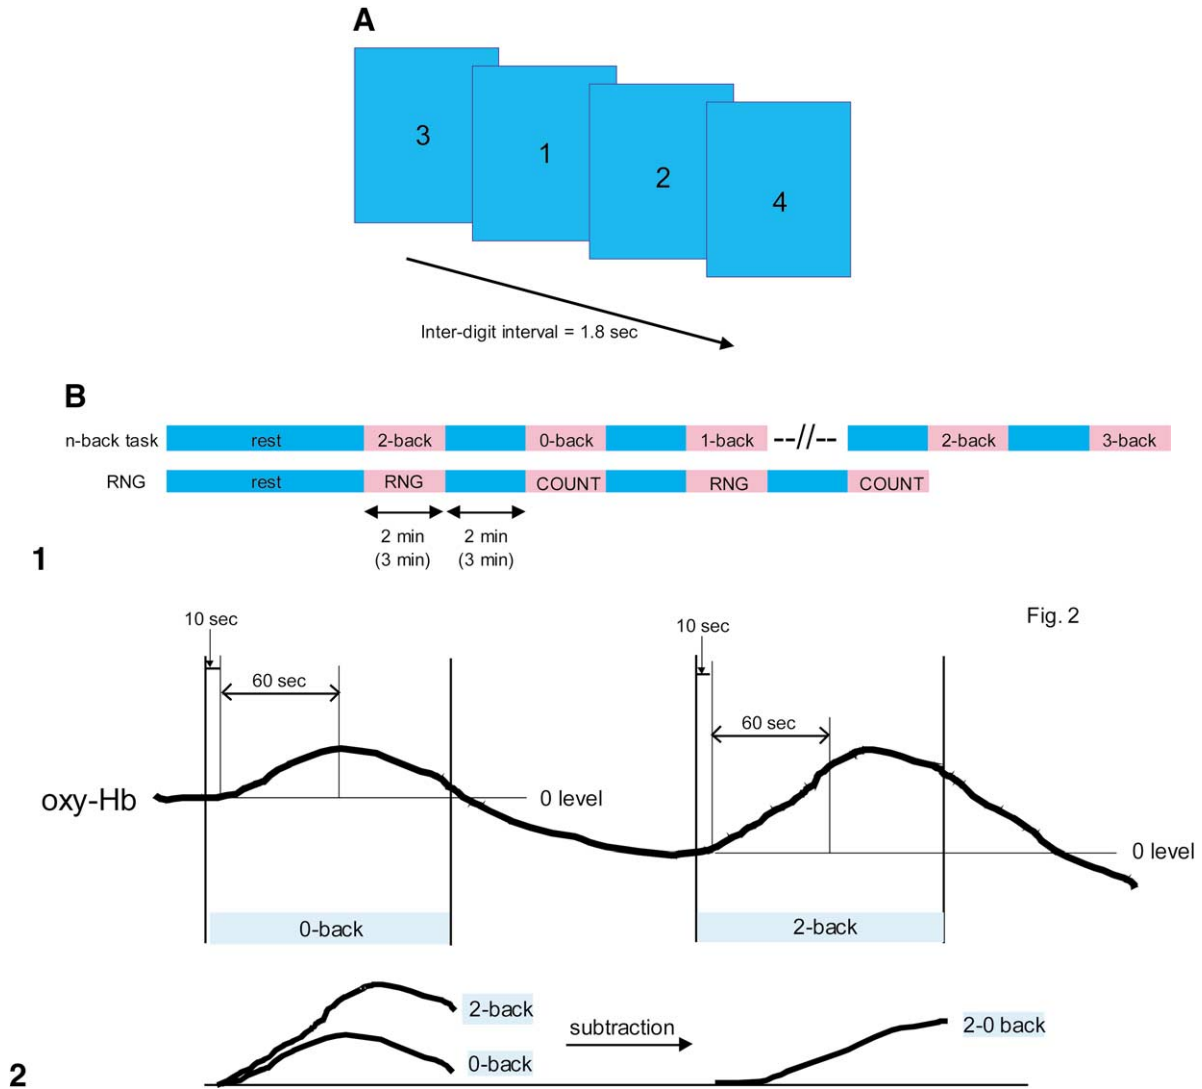 A
3
1
2
4
Inter-digit interval = 1.8 sec
B
n-back task rest 2-back 0-back 1-back --//-- 2-back 3-back
RNG rest RNG COUNT RNG COUNT
2 min 2 min
(3 min) (3 min)
1
Fig. 2
10 sec 10 sec
60 sec 60 sec
oxy-Hb 0 level 0 level
0-back 2-back
2-back
subtraction 2-0 back
0-back
2